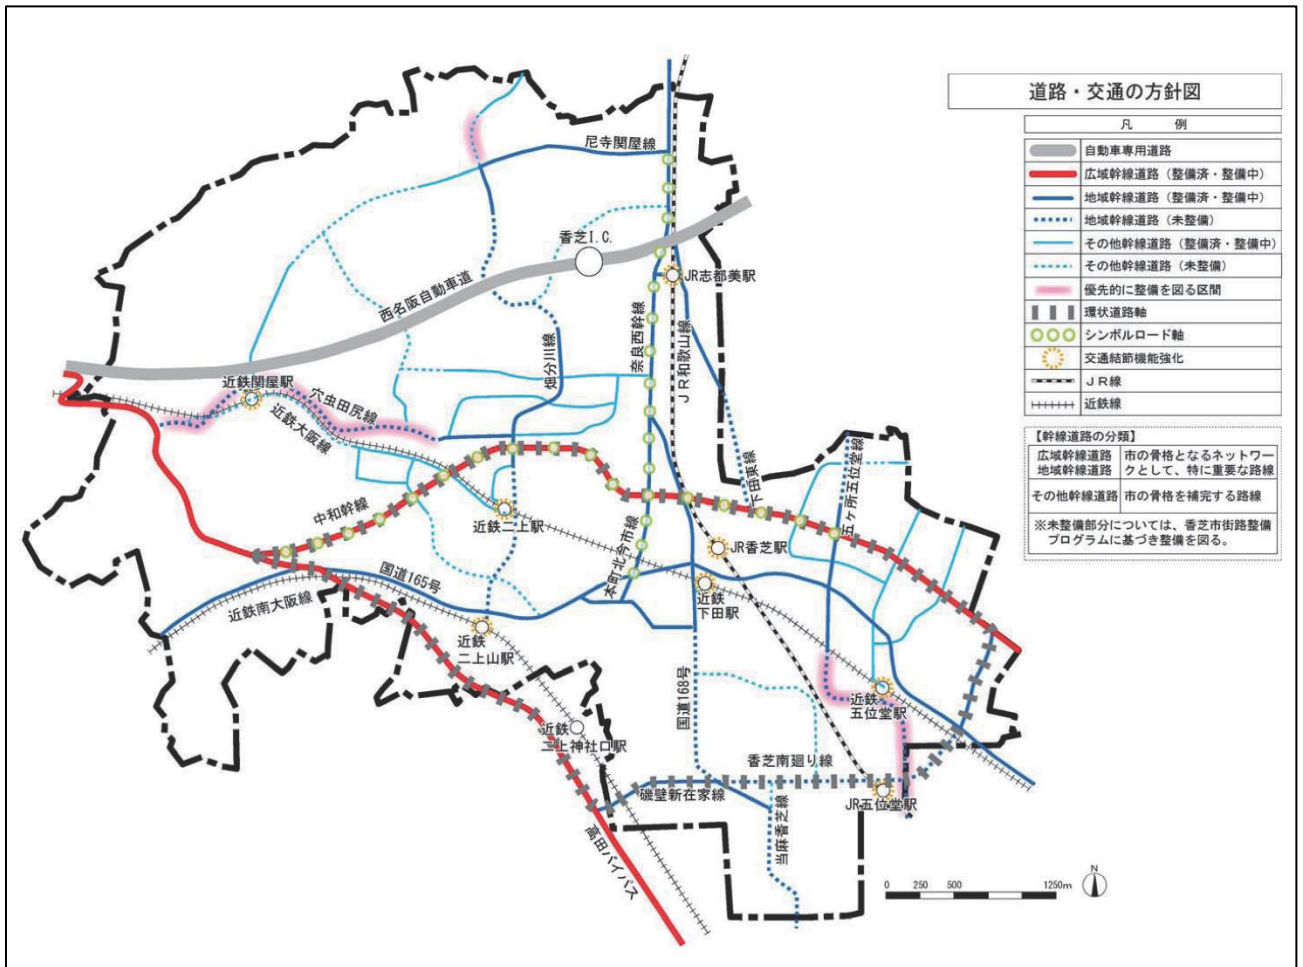 道路・交通の方針図
凡　例
自動車専用道路
広域幹線道路（整備済・整備中）
地域幹線道路（整備済・整備中）
地域幹線道路（未整備）
その他幹線道路（整備済・整備中）
その他幹線道路（未整備）
優先的に整備を図る区間
環状道路軸
シンボルロード軸
交通結節機能強化
ＪＲ線
近鉄線
【幹線道路の分類】
広域幹線道路
地域幹線道路
市の骨格となるネットワー
クとして、特に重要な路線
その他幹線道路
市の骨格を補完する路線
※未整備部分については、香芝市街路整備
プログラムに基づき整備を図る。
尼寺関屋線
香芝I.C.
西名阪自動車道
JR志都美駅
奈良西幹線
JR和歌山線
畑分川線
近鉄関屋駅
穴虫田尻線
近鉄大阪線
中和幹線
近鉄二上駅
下田東線
五ヶ所五位堂線
JR香芝駅
本町北今市線
国道165号
近鉄南大阪線
近鉄
下田駅
近鉄
二上山駅
国道168号
近鉄
五位堂駅
近鉄
二上神社口駅
香芝南廻り線
磯壁新在家線
JR五位堂駅
当麻香芝線
高田バイパス
0 250 500 1250m
N